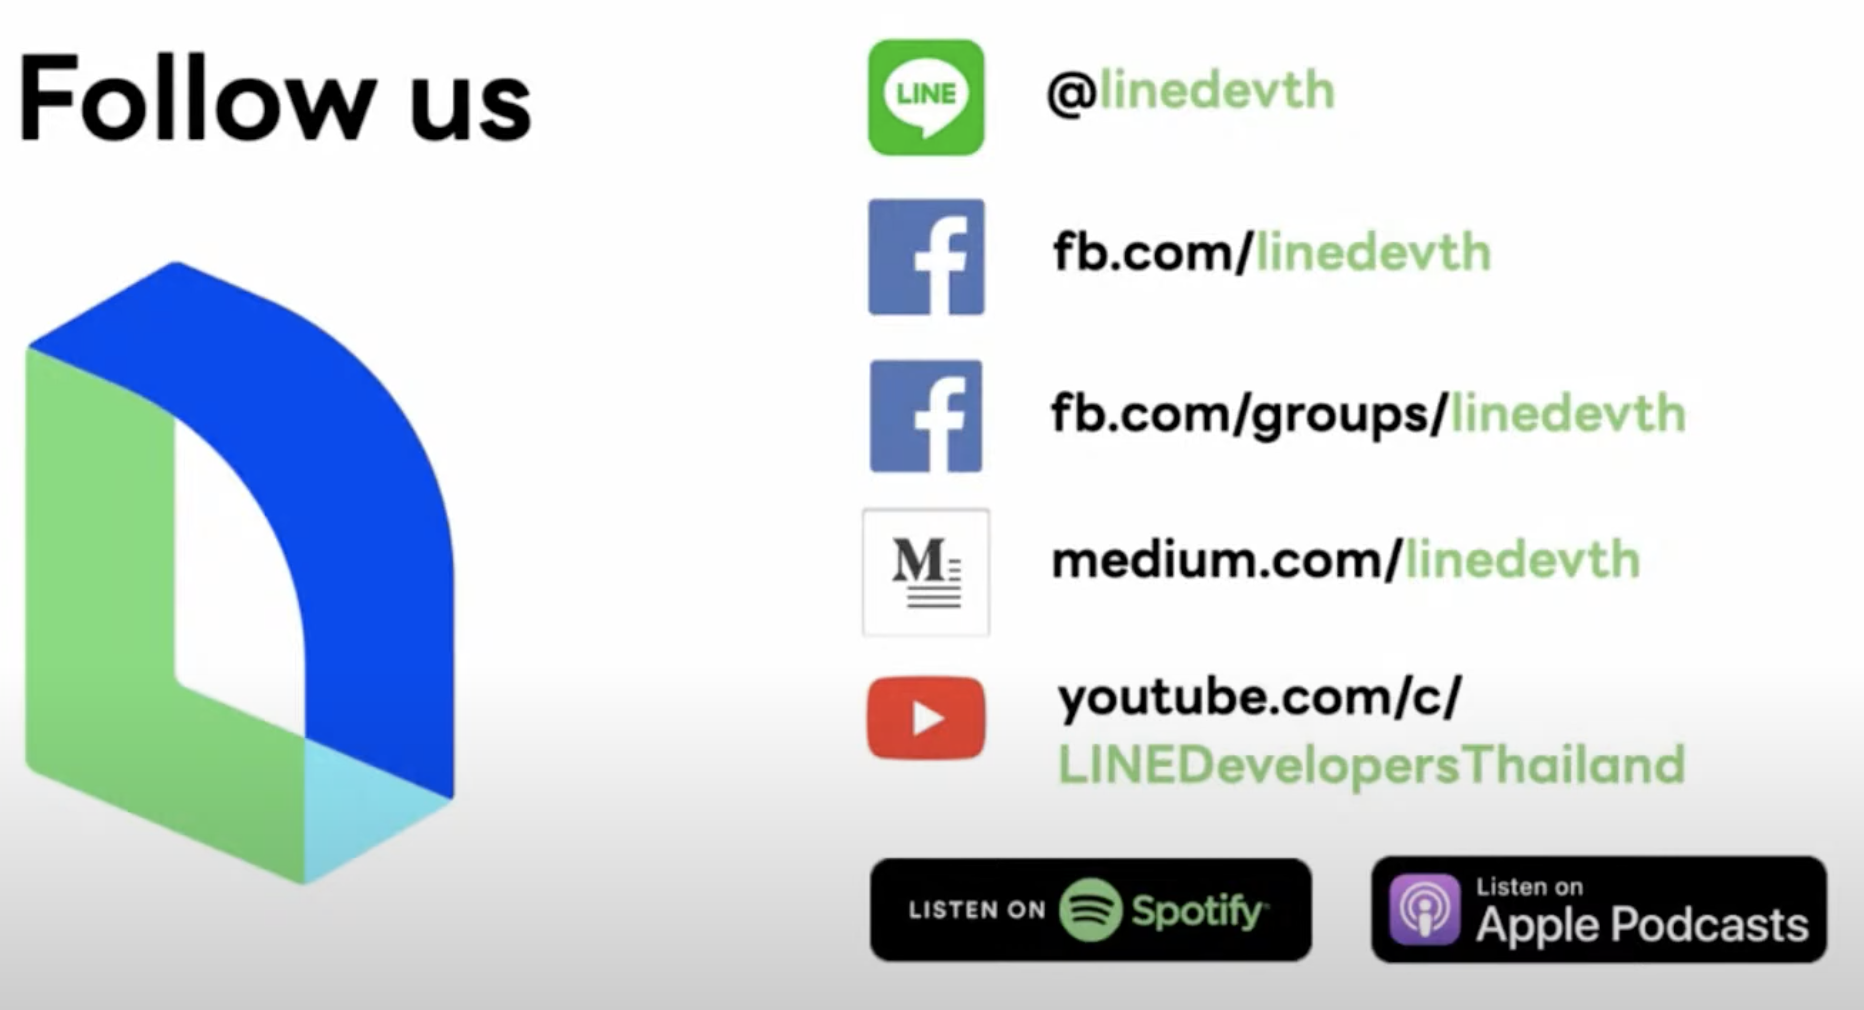 Follow us
LINE
@linedevth
fb.com/linedevth
fb.com/groups/linedevth
M
medium.com/linedevth
youtube.com/c/
LINEDevelopersThailand
LISTEN ON Spotify
Listen on
Apple Podcasts